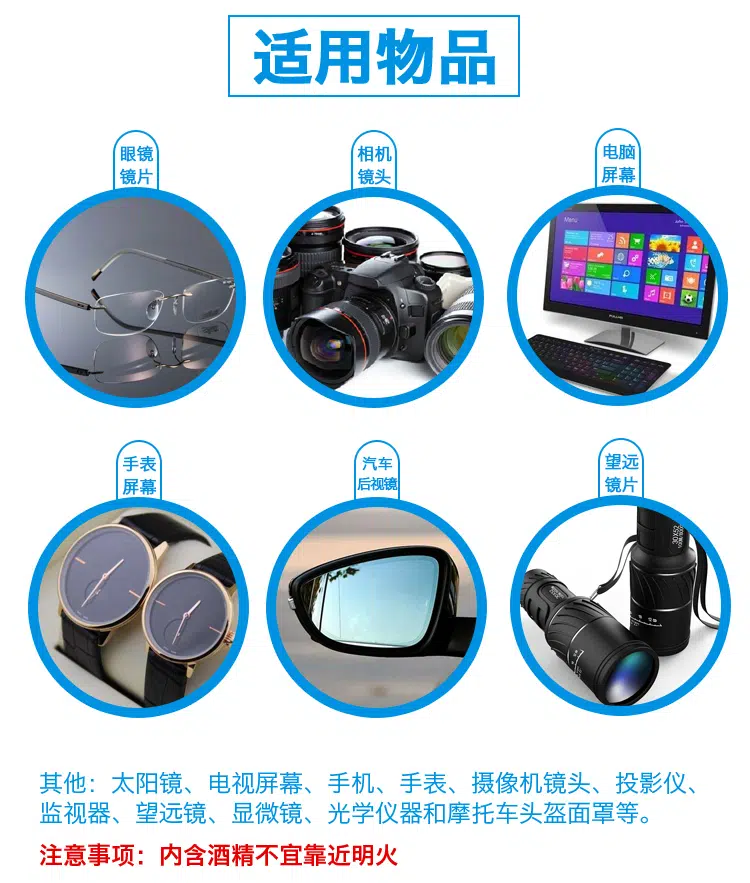 适用物品
眼镜
镜片
相机
镜头
电脑
屏幕
Menu
手表
屏幕
汽车
后视镜
望远
镜片
30X52
其他：太阳镜、电视屏幕、手机、手表、摄像机镜头、投影仪、
监视器、望远镜、显微镜、光学仪器和摩托车头盔面罩等。
注意事项：内含酒精不宜靠近明火